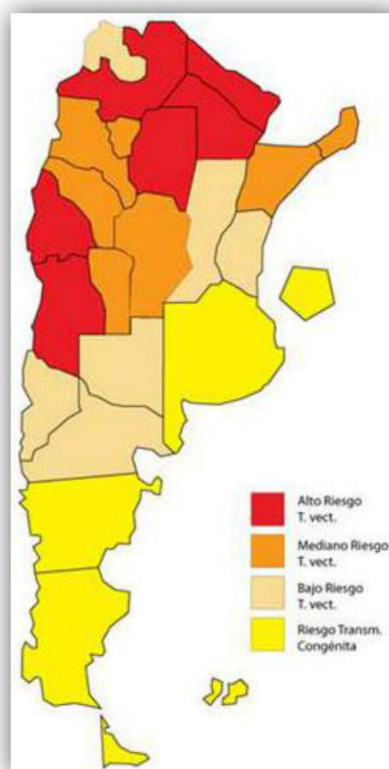 Alto Riesgo
T. vect.
Mediano Riesgo
T. vect.
Bajo Riesgo
T. vect.
Riesgo Transm.
Congénita